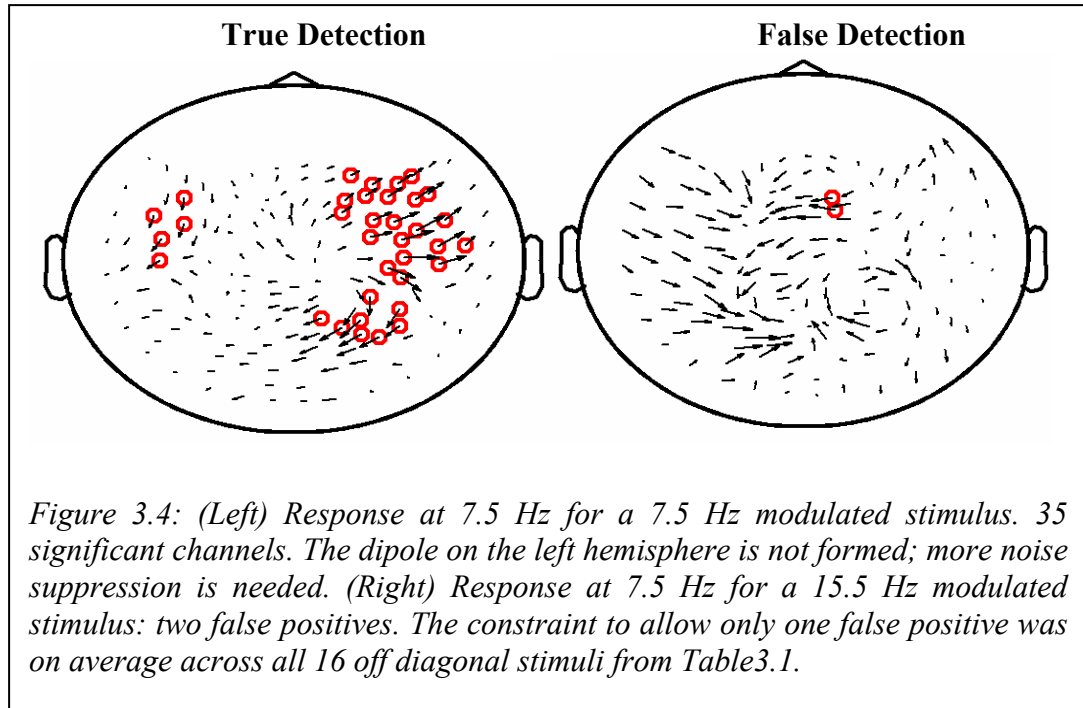 True Detection
False Detection
Figure 3.4: (Left) Response at 7.5 Hz for a 7.5 Hz modulated stimulus. 35
significant channels. The dipole on the left hemisphere is not formed; more noise
suppression is needed. (Right) Response at 7.5 Hz for a 15.5 Hz modulated
stimulus: two false positives. The constraint to allow only one false positive was
on average across all 16 off diagonal stimuli from Table3.1.